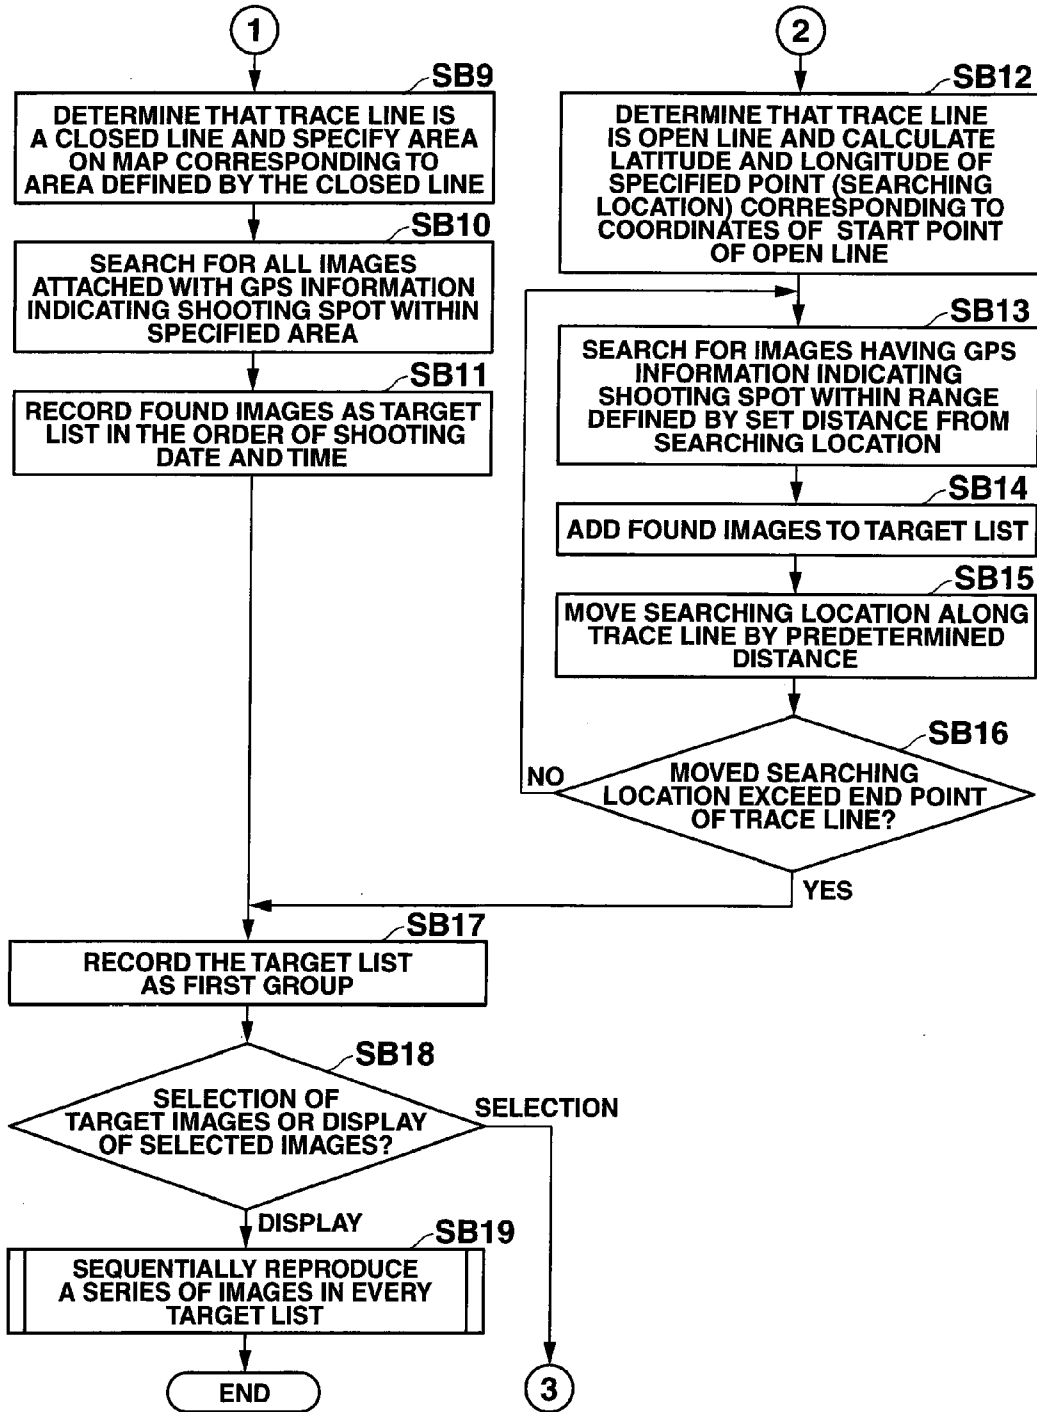 1
SB9
DETERMINE THAT TRACE LINE IS
A CLOSED LINE AND SPECIFY AREA
ON MAP CORRESPONDING TO
AREA DEFINED BY THE CLOSED LINE
SB10
SEARCH FOR ALL IMAGES
ATTACHED WITH GPS INFORMATION
INDICATING SHOOTING SPOT WITHIN
SPECIFIED AREA
SB11
RECORD FOUND IMAGES AS TARGET
LIST IN THE ORDER OF SHOOTING
DATE AND TIME
2
SB12
DETERMINE THAT TRACE LINE
IS OPEN LINE AND CALCULATE
LATITUDE AND LONGITUDE OF
SPECIFIED POINT (SEARCHING
LOCATION) CORRESPONDING TO
COORDINATES OF START POINT
OF OPEN LINE
SB13
SEARCH FOR IMAGES HAVING GPS
INFORMATION INDICATING
SHOOTING SPOT WITHIN RANGE
DEFINED BY SET DISTANCE FROM
SEARCHING LOCATION
SB14
ADD FOUND IMAGES TO TARGET LIST
SB15
MOVE SEARCHING LOCATION ALONG
TRACE LINE BY PREDETERMINED
DISTANCE
SB16
NO
MOVED SEARCHING
LOCATION EXCEED END POINT
OF TRACE LINE?
YES
SB17
RECORD THE TARGET LIST
AS FIRST GROUP
SB18
SELECTION OF
TARGET IMAGES OR DISPLAY
OF SELECTED IMAGES?
SELECTION
DISPLAY
SB19
SEQUENTIALLY REPRODUCE
A SERIES OF IMAGES IN EVERY
TARGET LIST
END
3